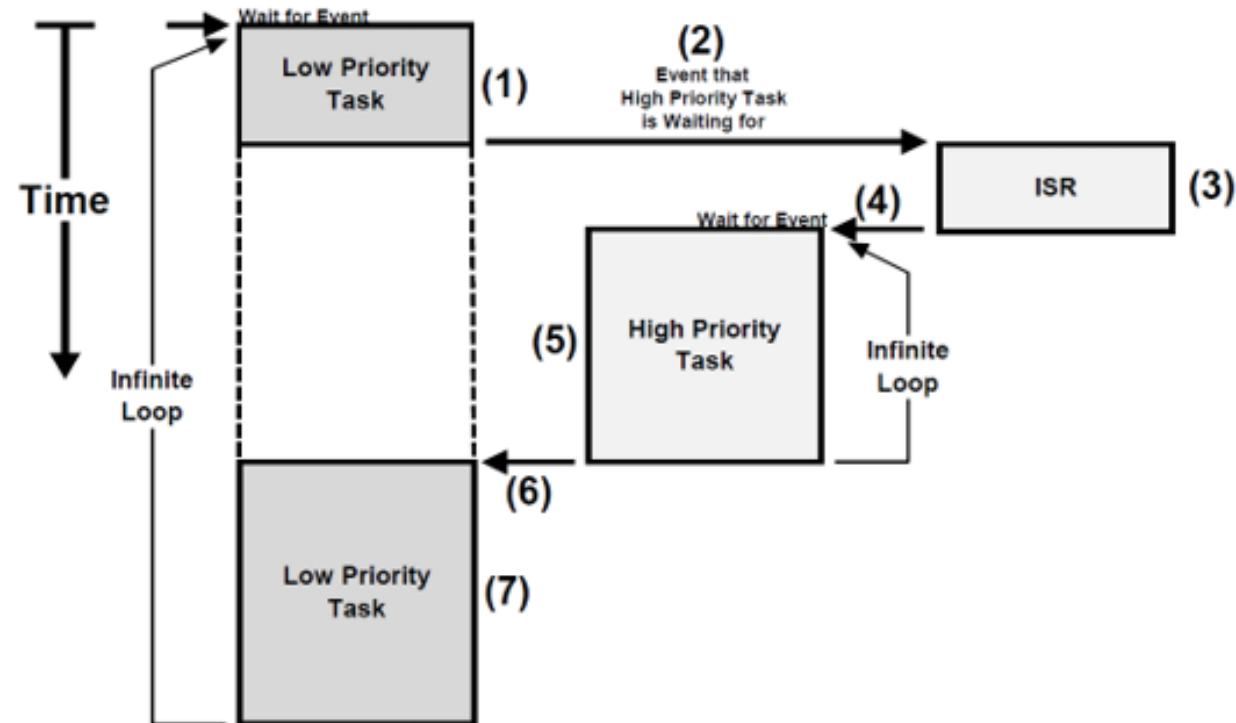 Wait for Event
Low Priority
Task
(1)
(2)
Event that
High Priority Task
is Waiting for
Time
ISR
(3)
(4)
Wait for Event
(5)
High Priority
Task
Infinite
Loop
Infinite
Loop
(6)
Low Priority
Task
(7)